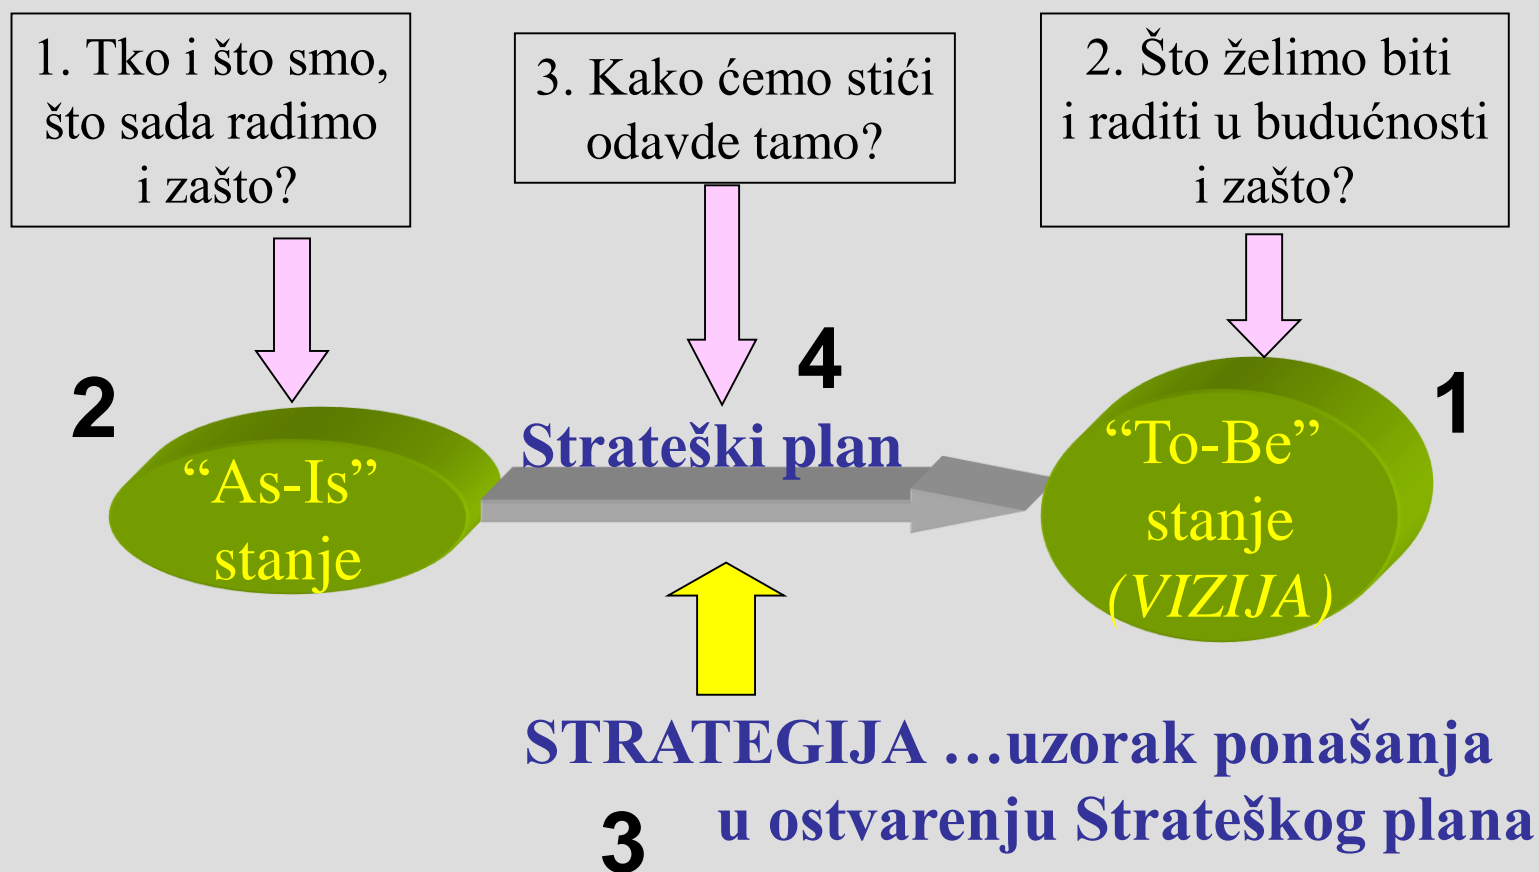 1. Tko i što smo,
što sada radimo
i zašto?
3. Kako ćemo stići
odavde tamo?
2. Što želimo biti
i raditi u budućnosti
i zašto?
2
“As-Is”
stanje
4
Strateški plan
1
“To-Be”
stanje
(VIZIJA)
STRATEGIJA …uzorak ponašanja
u ostvarenju Strateškog plana
3